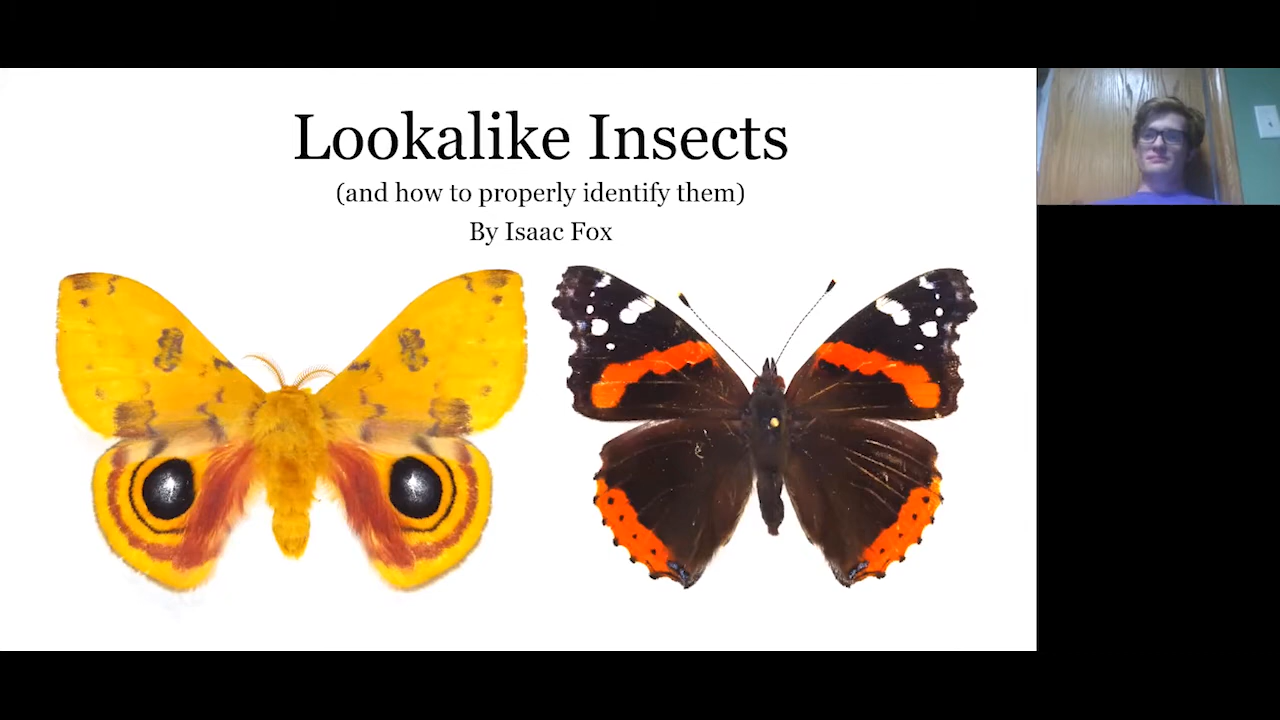 Lookalike Insects
(and how to properly identify them)
By Isaac Fox